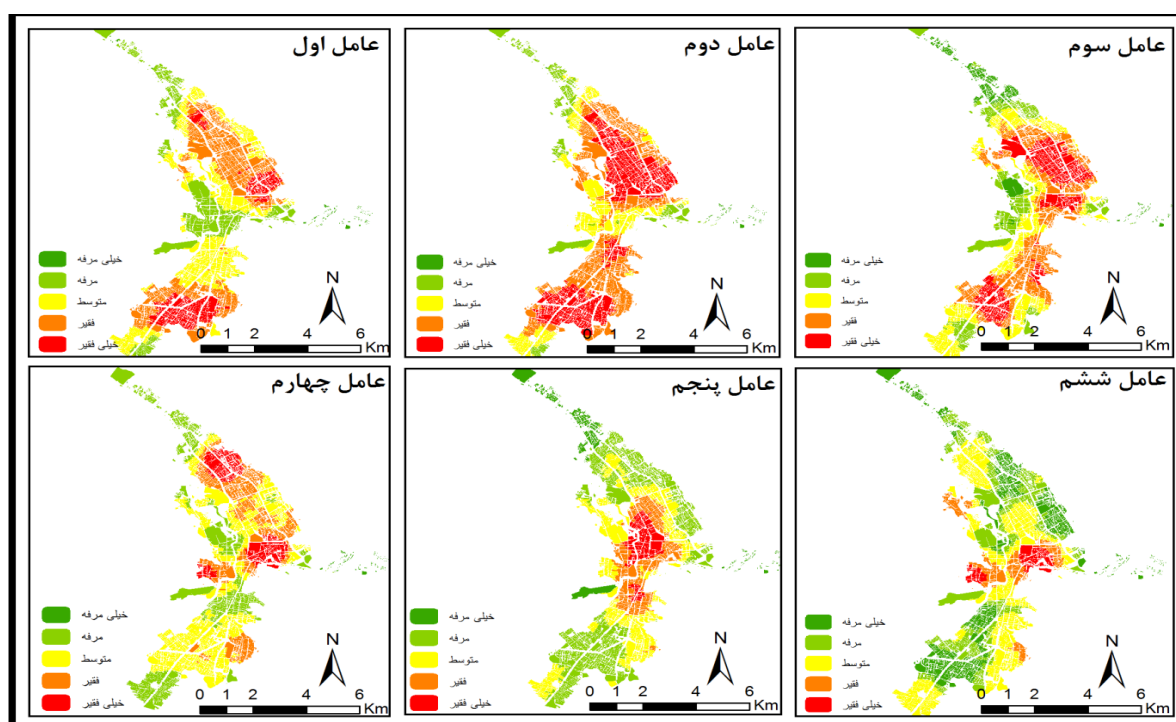 عامل اول
خیلی مرفه
مرفه
متوسط
فقیر
خیلی فقیر
N
0 1 2 4 6
Km
عامل دوم
خیلی مرفه
مرفه
متوسط
فقیر
خیلی فقیر
N
0 1 2 4 6
Km
عامل سوم
خیلی مرفه
مرفه
متوسط
فقیر
خیلی فقیر
N
0 1 2 4 6
Km
عامل چهارم
خیلی مرفه
مرفه
متوسط
فقیر
خیلی فقیر
N
0 1 2 4 6
Km
عامل پنجم
خیلی مرفه
مرفه
متوسط
فقیر
خیلی فقیر
N
0 1 2 4 6
Km
عامل ششم
خیلی مرفه
مرفه
متوسط
فقیر
خیلی فقیر
N
0 1 2 4 6
Km